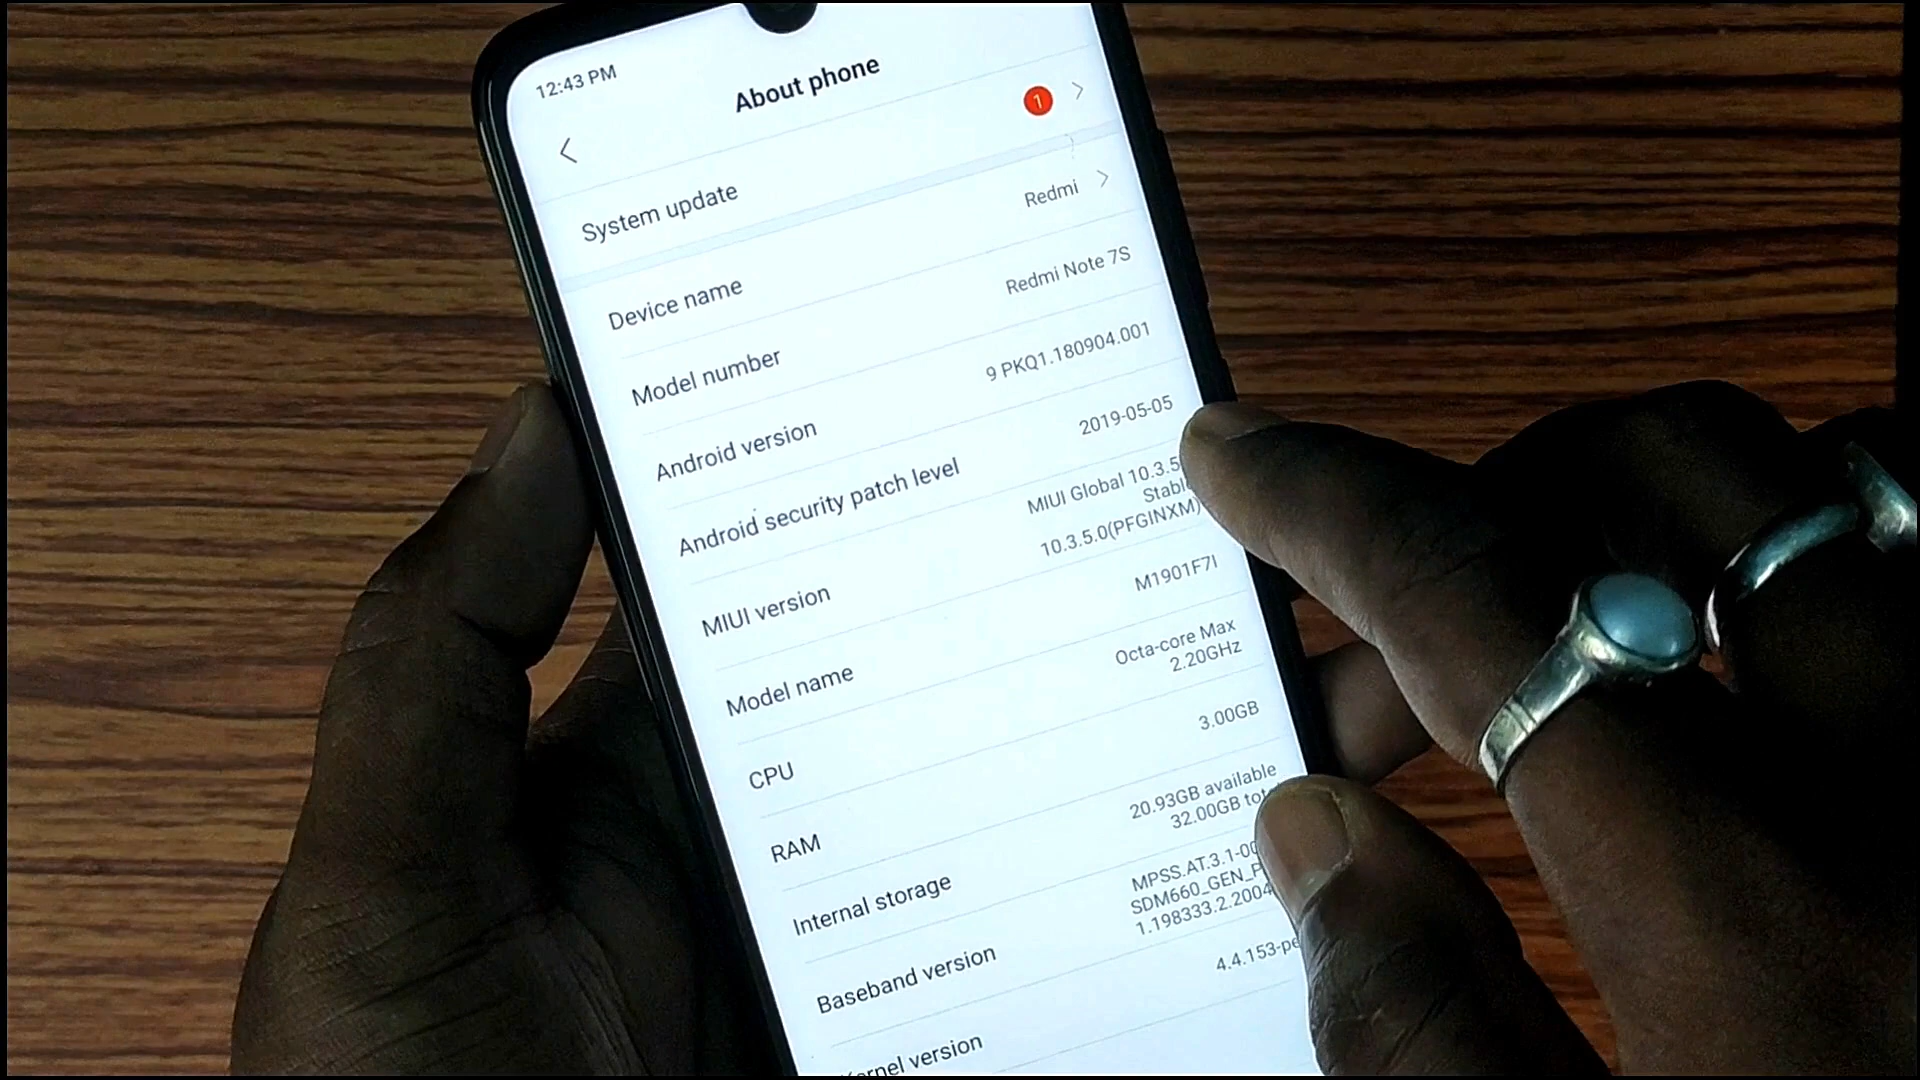 12:43 PM
About phone
System update 1
Device name Redmi
Model number Redmi Note 7S
Android version 9 PKQ1.180904.001
Android security patch level 2019-05-05
MIUI version MIUI Global 10.3.5
10.3.5.0(PFGINXM)
Model name M1901F7I
CPU Octa-core Max
2.20GHz
RAM 3.00GB
Internal storage 20.93GB available
32.00GB
Baseband version MPSS.AT.3.1-00
SDM660_GEN_P
1.198333.2.2004
version 4.4.153-pe